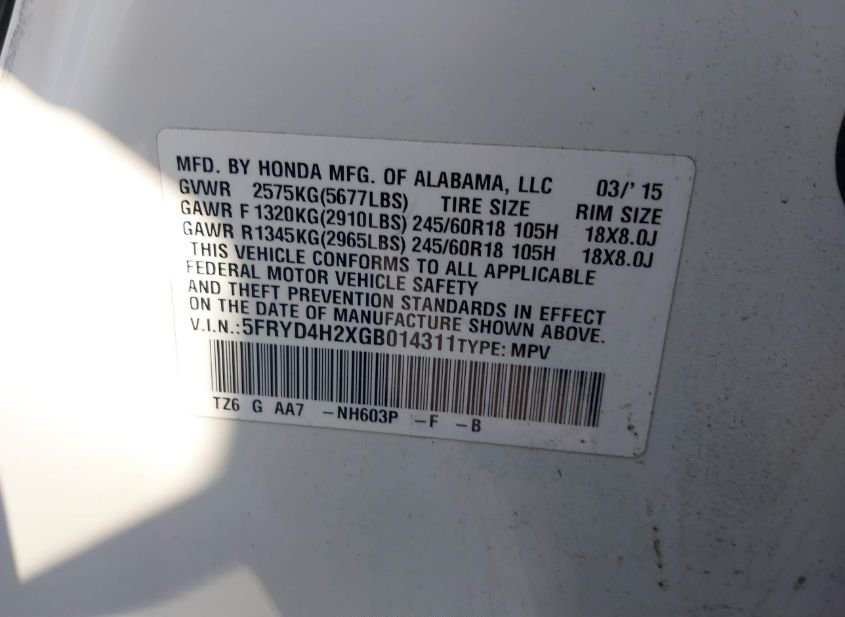 MFD. BY HONDA MFG. OF ALABAMA, LLC 03/' 15
GVWR 2575KG(5677LBS) TIRE SIZE RIM SIZE
GAWR F 1320KG(2910LBS) 245/60R18 105H 18X8.0J
GAWR R1345KG(2965LBS) 245/60R18 105H 18X8.0J
THIS VEHICLE CONFORMS TO ALL APPLICABLE
FEDERAL MOTOR VEHICLE SAFETY
AND THEFT PREVENTION STANDARDS IN EFFECT
ON THE DATE OF MANUFACTURE SHOWN ABOVE.
V.I.N.:5FRYD4H2XGB014311TYPE: MPV
TZ6 G AA7 -NH603P -F -B